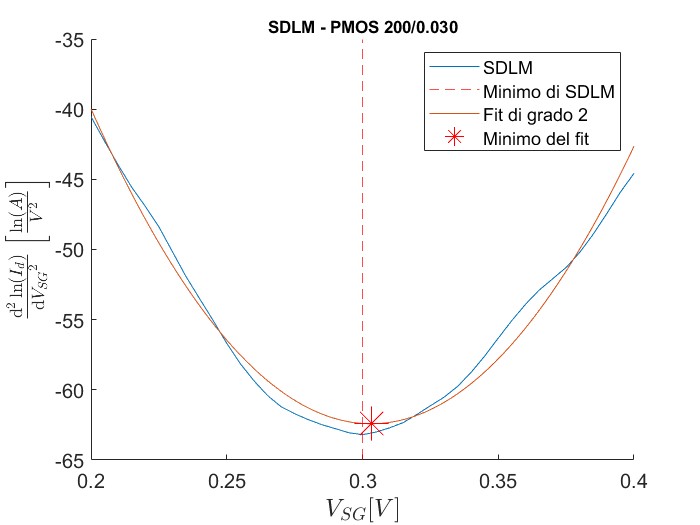 SDLM - PMOS 200/0.030
-35
-40
-45
-50
-55
-60
-65
d² ln(I_d) / dV_SG² [ln(A) / V²]
SDLM
Minimo di SDLM
Fit di grado 2
Minimo del fit
0.2 0.25 0.3 0.35 0.4
V_SG[V]